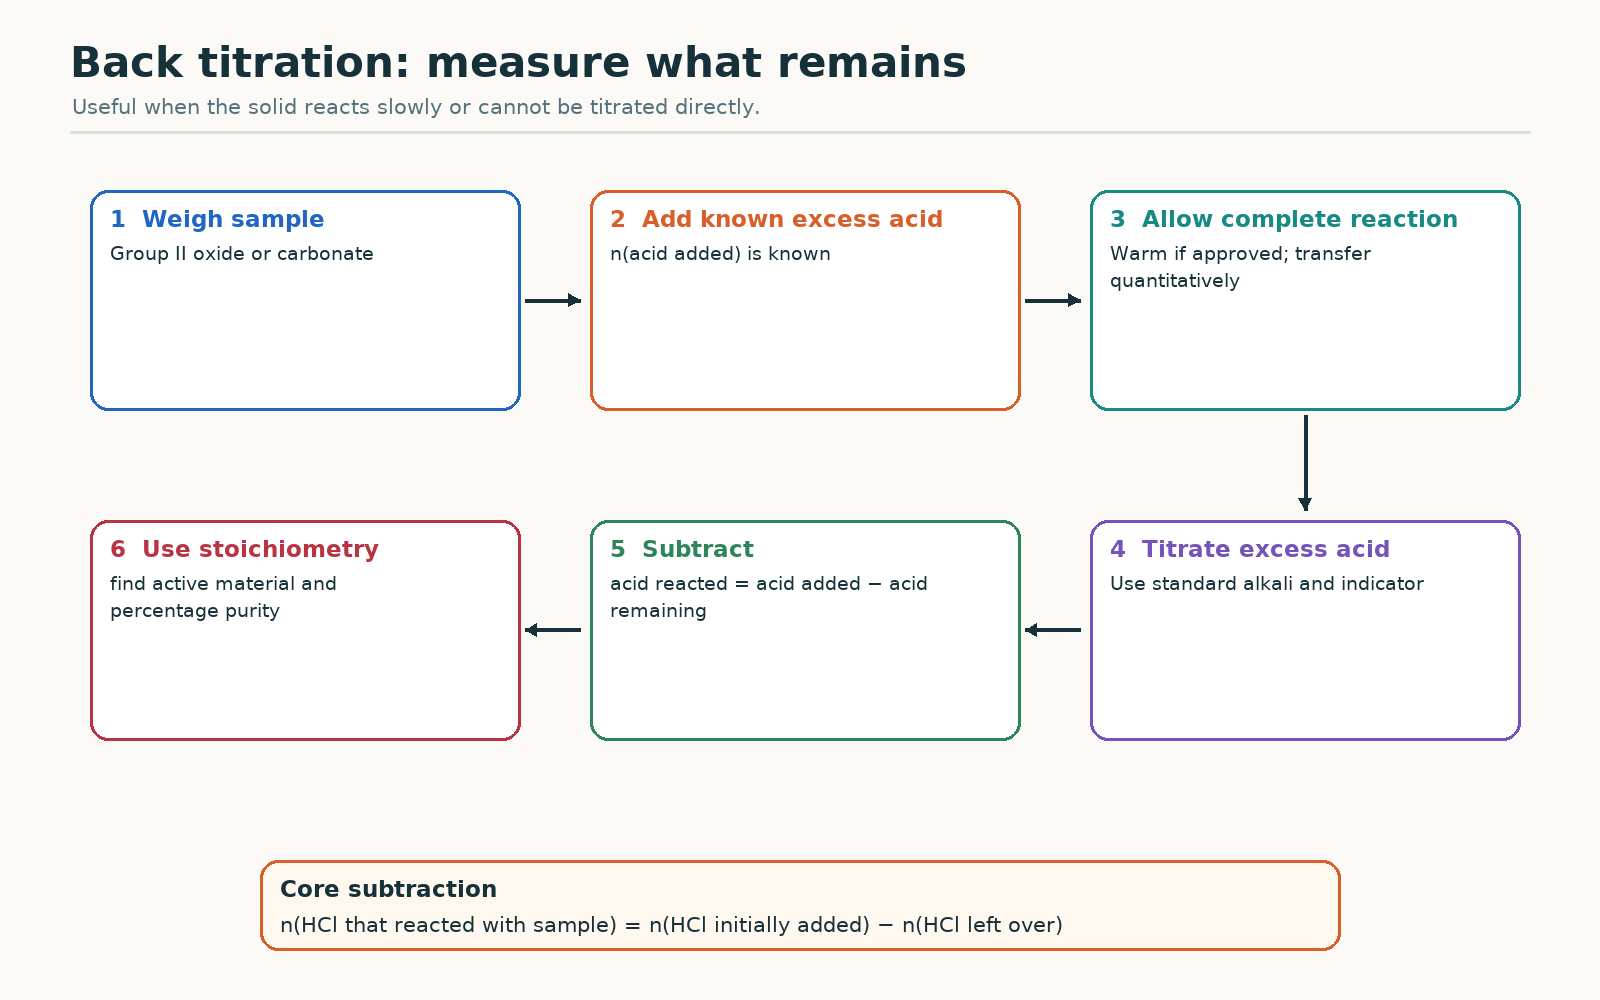 Back titration: measure what remains
Useful when the solid reacts slowly or cannot be titrated directly.
1 Weigh sample
Group II oxide or carbonate
2 Add known excess acid
n(acid added) is known
3 Allow complete reaction
Warm if approved; transfer
quantitatively
4 Titrate excess acid
Use standard alkali and indicator
5 Subtract
acid reacted = acid added − acid
remaining
6 Use stoichiometry
find active material and
percentage purity
Core subtraction
n(HCl that reacted with sample) = n(HCl initially added) − n(HCl left over)